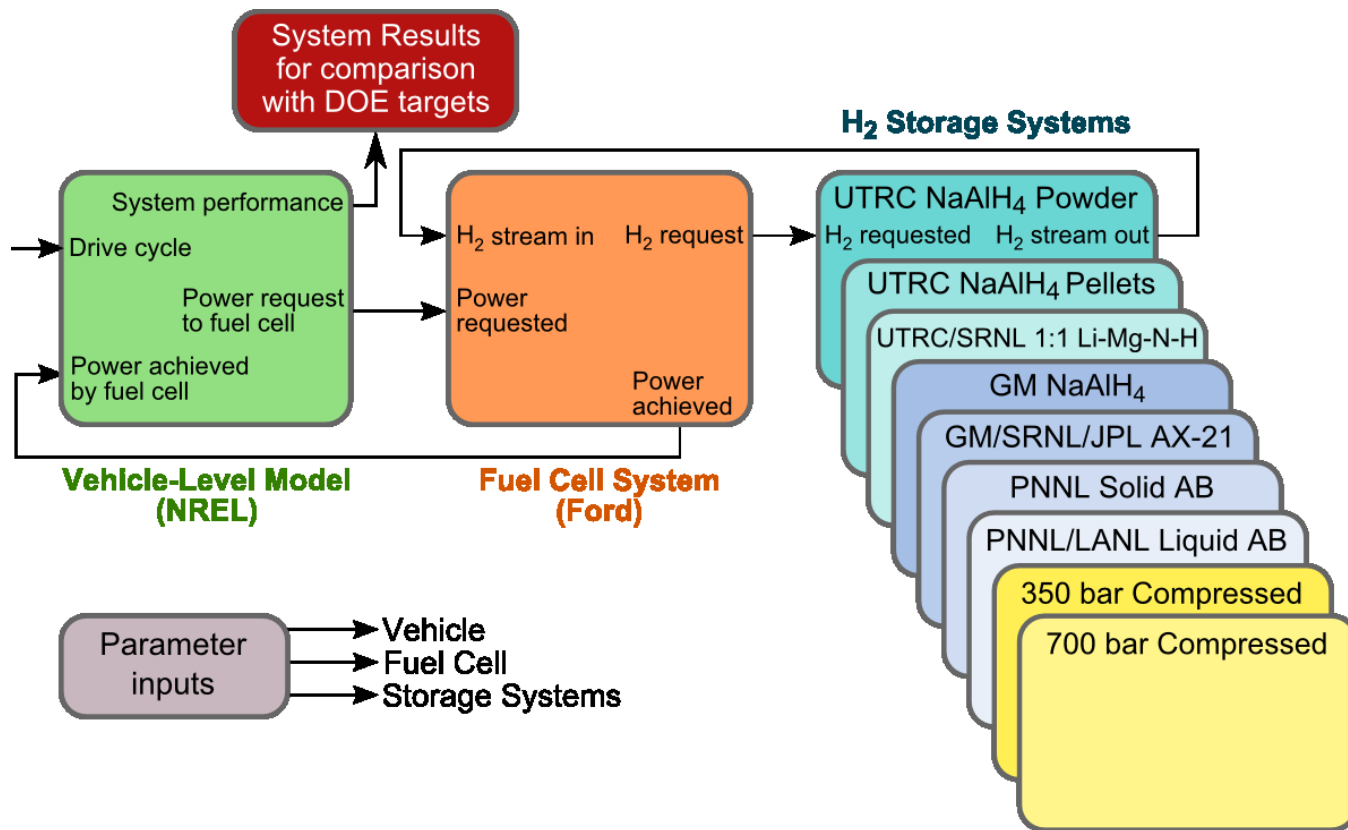 System Results
for comparison
with DOE targets
H₂ Storage Systems
System performance
Drive cycle
Power request
to fuel cell
Power achieved
by fuel cell
Vehicle-Level Model
(NREL)
H₂ stream in
H₂ request
Power
requested
Power
achieved
Fuel Cell System
(Ford)
UTRC NaAlH₄ Powder
H₂ requested
H₂ stream out
UTRC NaAlH₄ Pellets
UTRC/SRNL 1:1 Li-Mg-N-H
GM NaAlH₄
GM/SRNL/JPL AX-21
PNNL Solid AB
PNNL/LANL Liquid AB
350 bar Compressed
700 bar Compressed
Parameter
inputs
Vehicle
Fuel Cell
Storage Systems